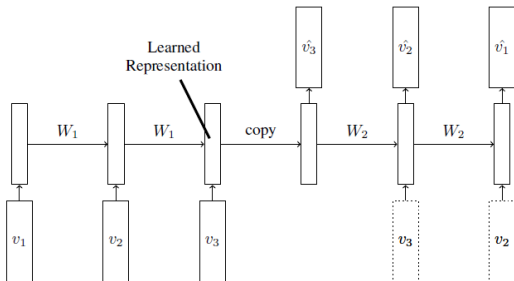 v̂₃ v̂₂ v̂₁
Learned
Representation
W₁ W₁ copy W₂ W₂
v₁ v₂ v₃ v₃ v₂